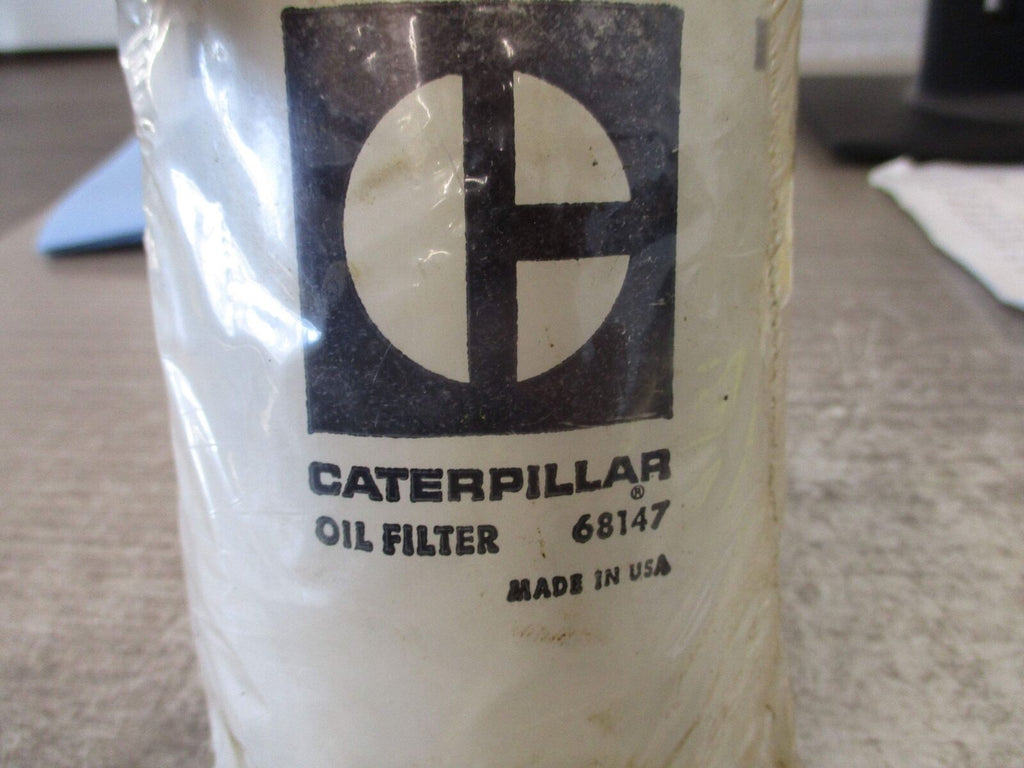 CATERPILLAR®
OIL FILTER 68147
MADE IN USA